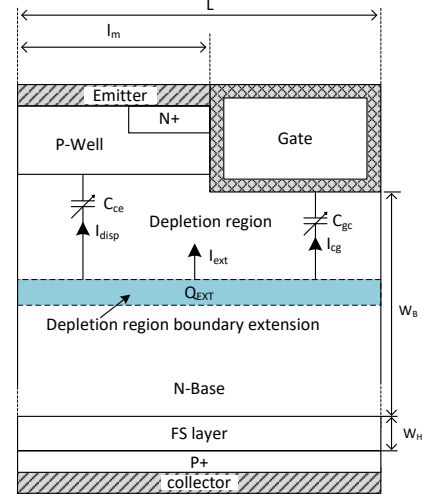 L
lm
Emitter
N+
Gate
P-Well
Cce
Depletion region
Cgc
Idisp
Iext
Icg
QEXT
Depletion region boundary extension
WB
N-Base
FS layer
WH
P+
collector